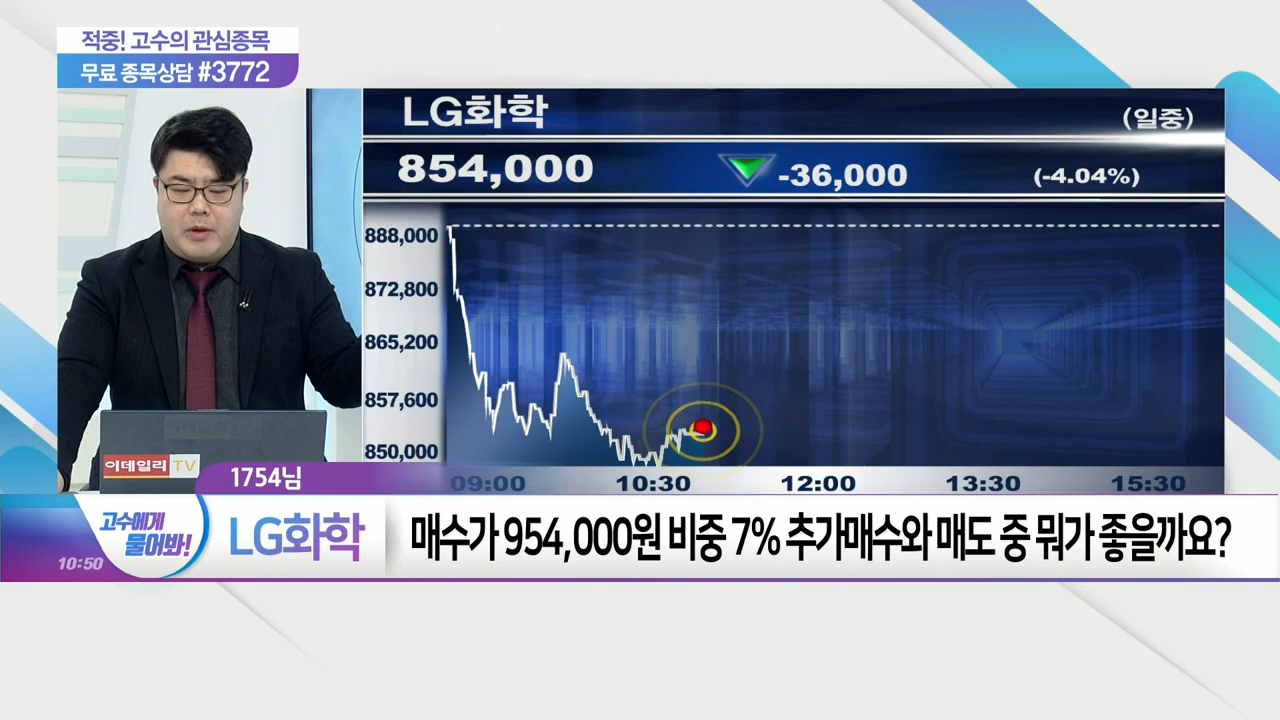 적중! 고수의 관심종목
무료 종목상담 #3772
LG화학
(일중)
854,000
-36,000
(-4.04%)
888,000
872,800
865,200
857,600
850,000
09:00
10:30
12:00
13:30
15:30
이데일리 TV
1754님
고수에게
물어봐!
10:50
LG화학
매수가 954,000원 비중 7% 추가매수와 매도 중 뭐가 좋을까요?